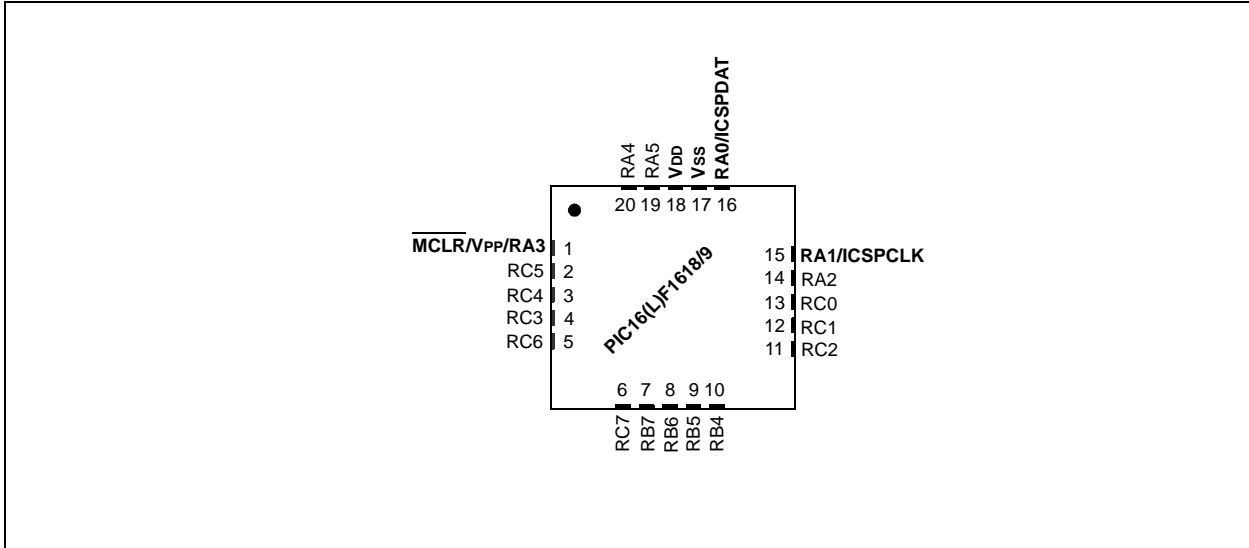 RA4
RA5
VDD
VSS
RA0/ICSPDAT
20 19 18 17 16
MCLR/VPP/RA3 1
RC5 2
RC4 3
RC3 4
RC6 5
PIC16(L)F1618/9
15 RA1/ICSPCLK
14 RA2
13 RC0
12 RC1
11 RC2
6 7 8 9 10
RC7
RB7
RB6
RB5
RB4